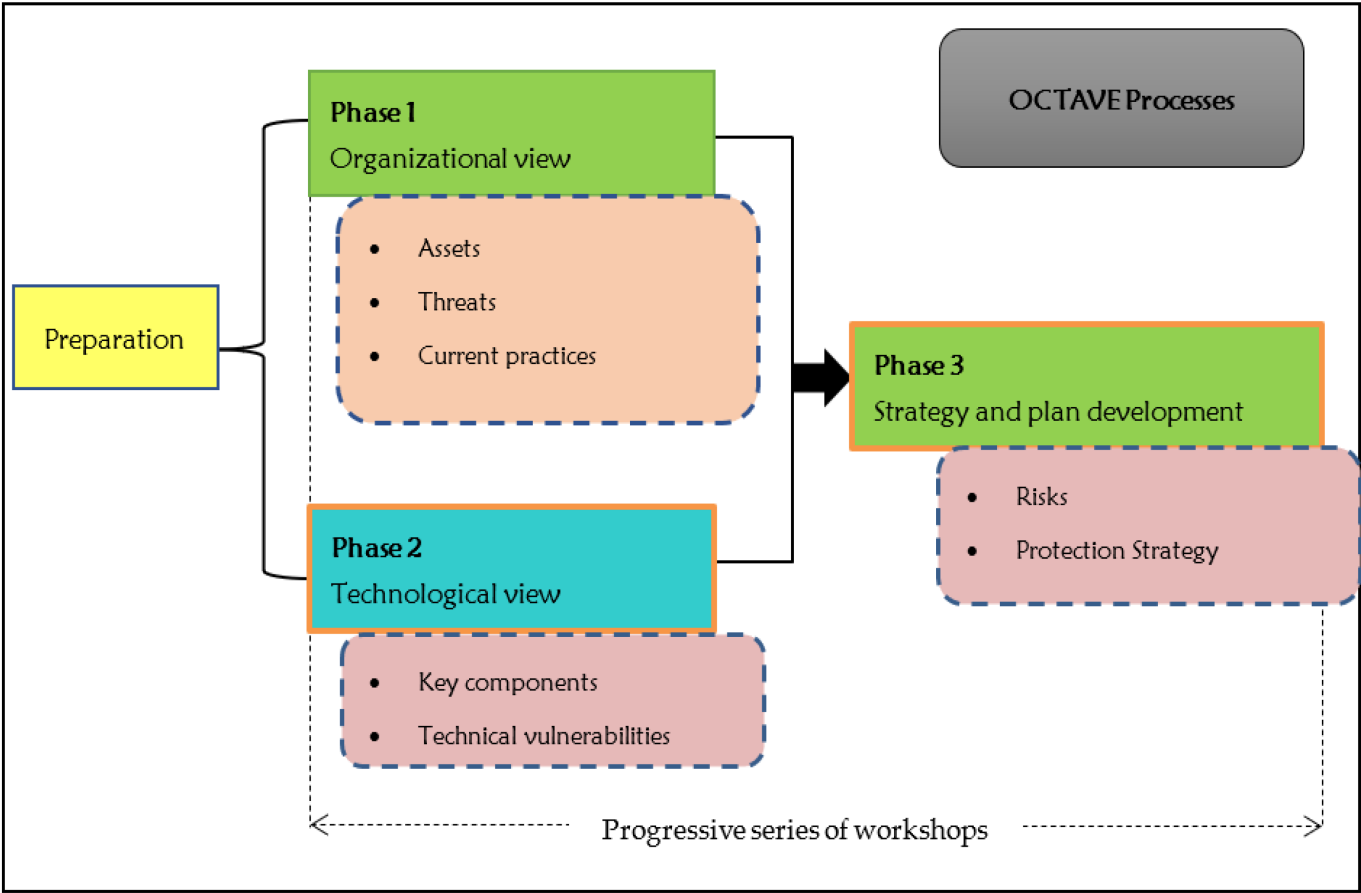 OCTAVE Processes
Phase 1
Organizational view
• Assets
• Threats
• Current practices
Preparation
Phase 2
Technological view
• Key components
• Technical vulnerabilities
Phase 3
Strategy and plan development
• Risks
• Protection Strategy
Progressive series of workshops